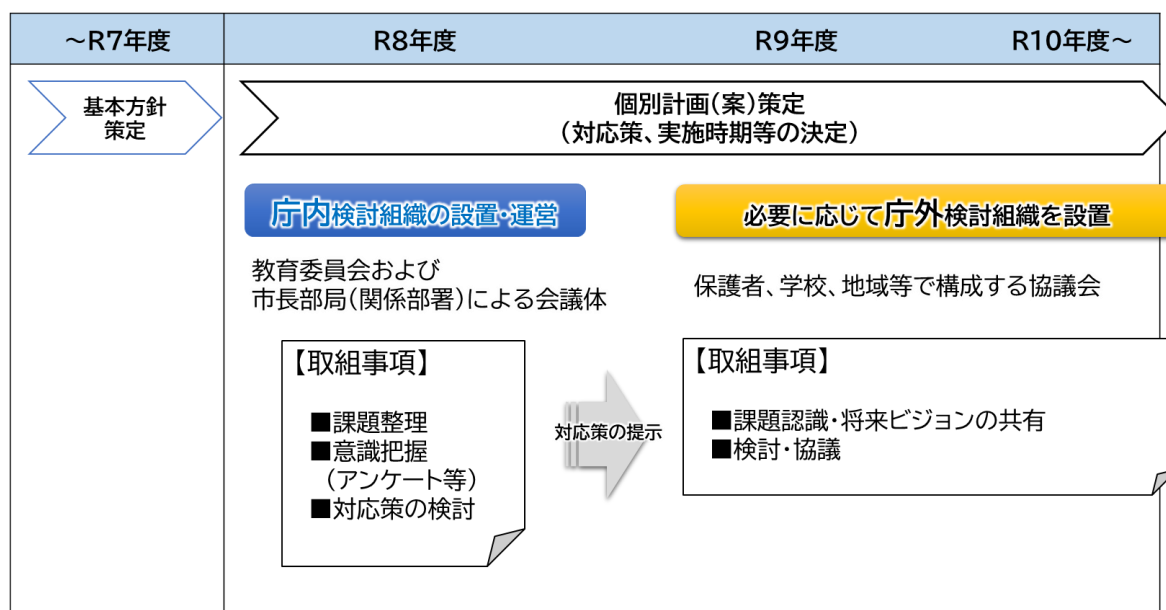 ～R7年度
R8年度
R9年度
R10年度～
基本方針
策定
個別計画（案）策定
（対応策、実施時期等の決定）
庁内検討組織の設置・運営
教育委員会および
市長部局（関係部署）による会議体
【取組事項】
■課題整理
■意識把握
（アンケート等）
■対応策の検討
対応策の提示
必要に応じて庁外検討組織を設置
保護者、学校、地域等で構成する協議会
【取組事項】
■課題認識・将来ビジョンの共有
■検討・協議